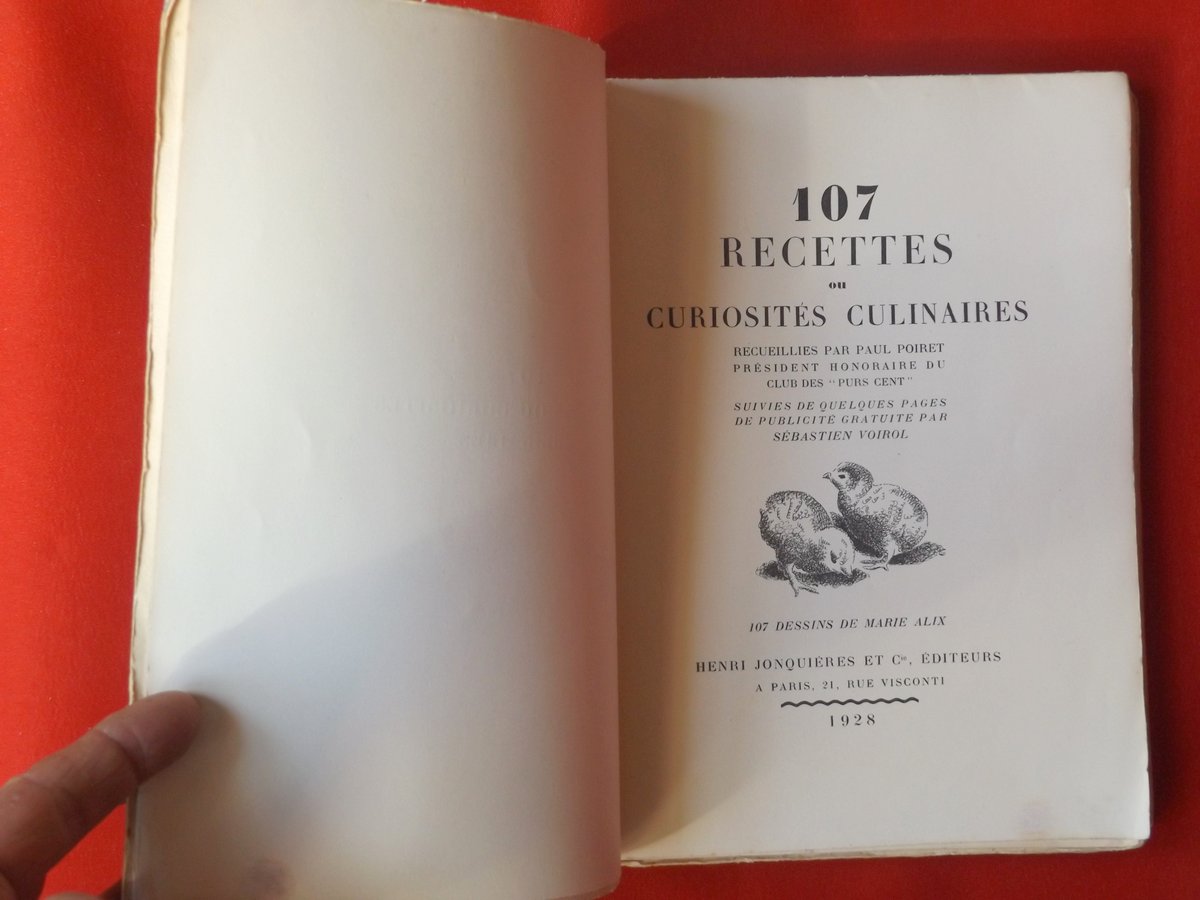 107
RECETTES
ou
CURIOSITÉS CULINAIRES
RECUEILLIES PAR PAUL POIRET
PRÉSIDENT HONORAIRE DU
CLUB DES "PURS CENT"
SUIVIES DE QUELQUES PAGES
DE PUBLICITÉ GRATUITE PAR
SÉBASTIEN VOIROL
107 DESSINS DE MARIE ALIX
HENRI JONQUIÈRES ET Cie, ÉDITEURS
A PARIS, 21, RUE VISCONTI
1928